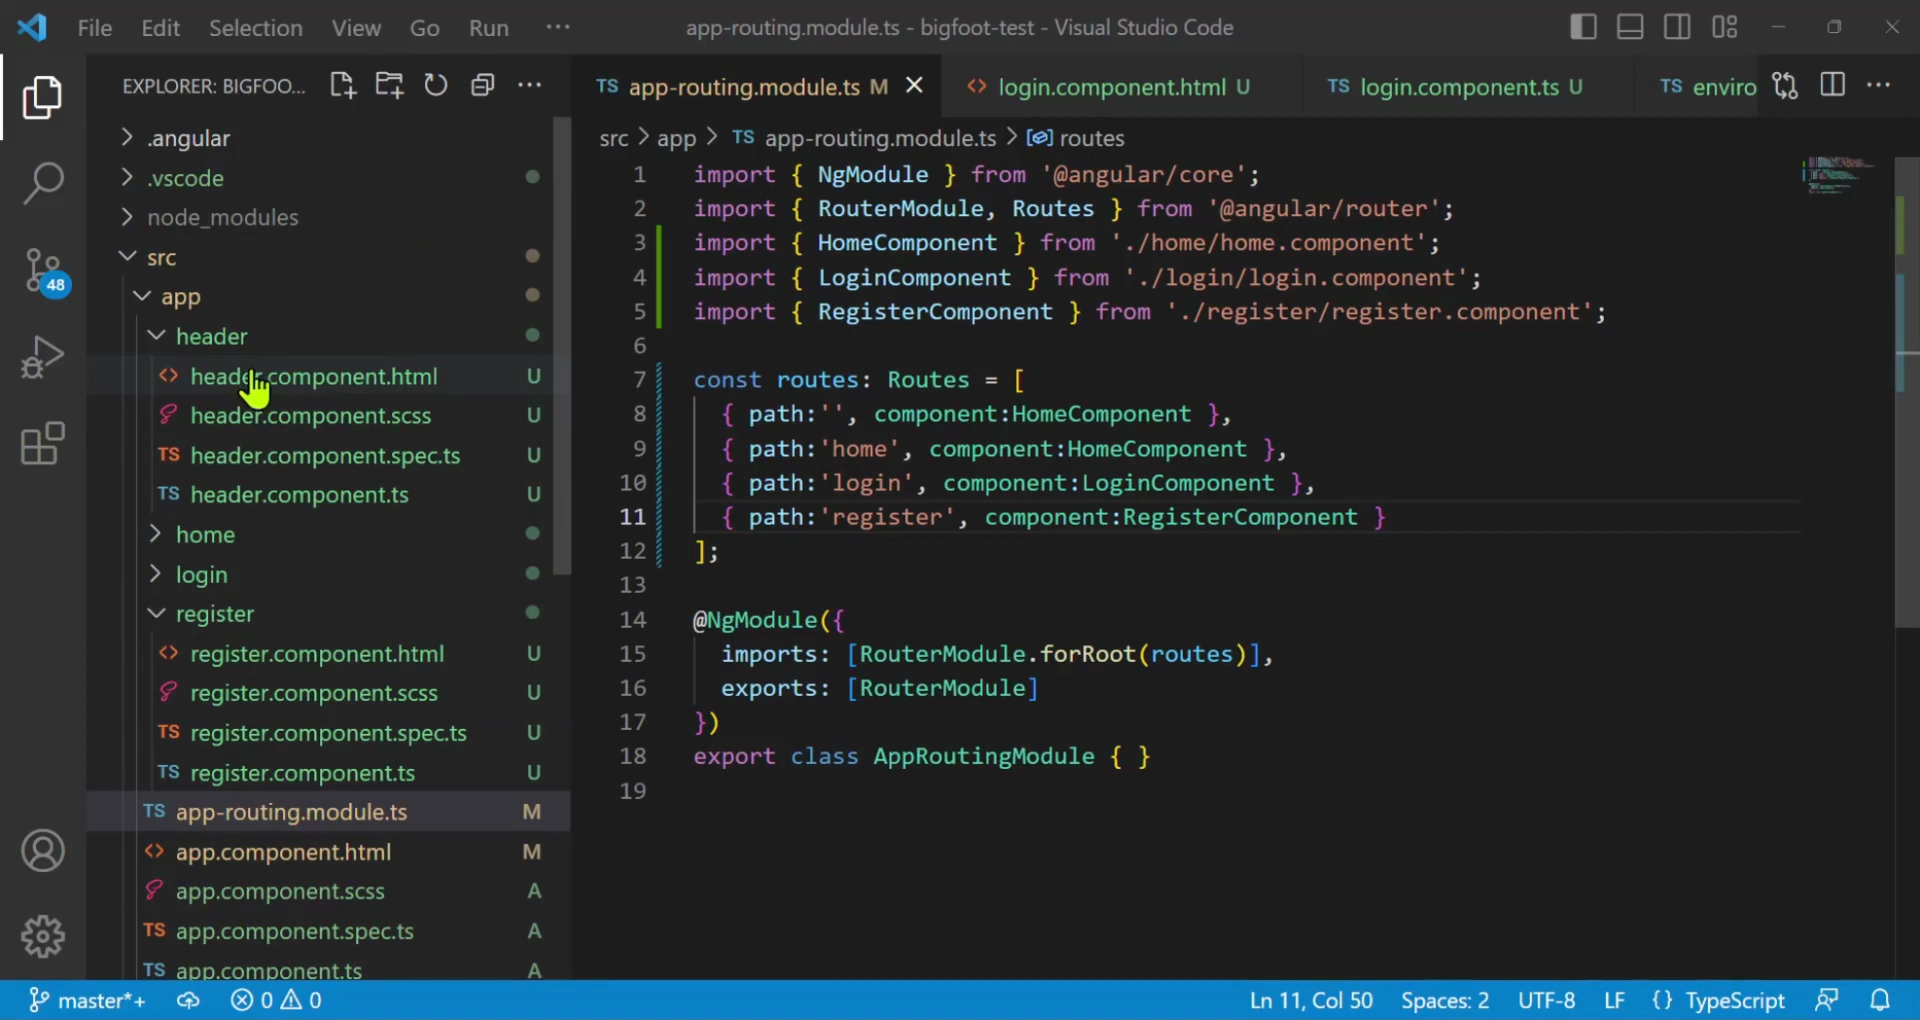 File Edit Selection View Go Run ···
app-routing.module.ts - bigfoot-test - Visual Studio Code
EXPLORER: BIGFOO...
.angular
.vscode
node_modules
src
app
header
<> header.component.html U
header.component.scss U
TS header.component.spec.ts U
TS header.component.ts U
home
login
register
<> register.component.html U
register.component.scss U
TS register.component.spec.ts U
TS register.component.ts U
TS app-routing.module.ts M
<> app.component.html M
app.component.scss A
TS app.component.spec.ts A
TS app.component.ts A
48
TS app-routing.module.ts M
<> login.component.html U
TS login.component.ts U
TS enviro
src > app > TS app-routing.module.ts > routes
1 import { NgModule } from '@angular/core';
2 import { RouterModule, Routes } from '@angular/router';
3 import { HomeComponent } from './home/home.component';
4 import { LoginComponent } from './login/login.component';
5 import { RegisterComponent } from './register/register.component';
6
7 const routes: Routes = [
8 { path:'', component:HomeComponent },
9 { path:'home', component:HomeComponent },
10 { path:'login', component:LoginComponent },
11 { path:'register', component:RegisterComponent }
12 ];
13
14 @NgModule({
15 imports: [RouterModule.forRoot(routes)],
16 exports: [RouterModule]
17 })
18 export class AppRoutingModule { }
19
master*+ 0 0
Ln 11, Col 50 Spaces: 2 UTF-8 LF {} TypeScript